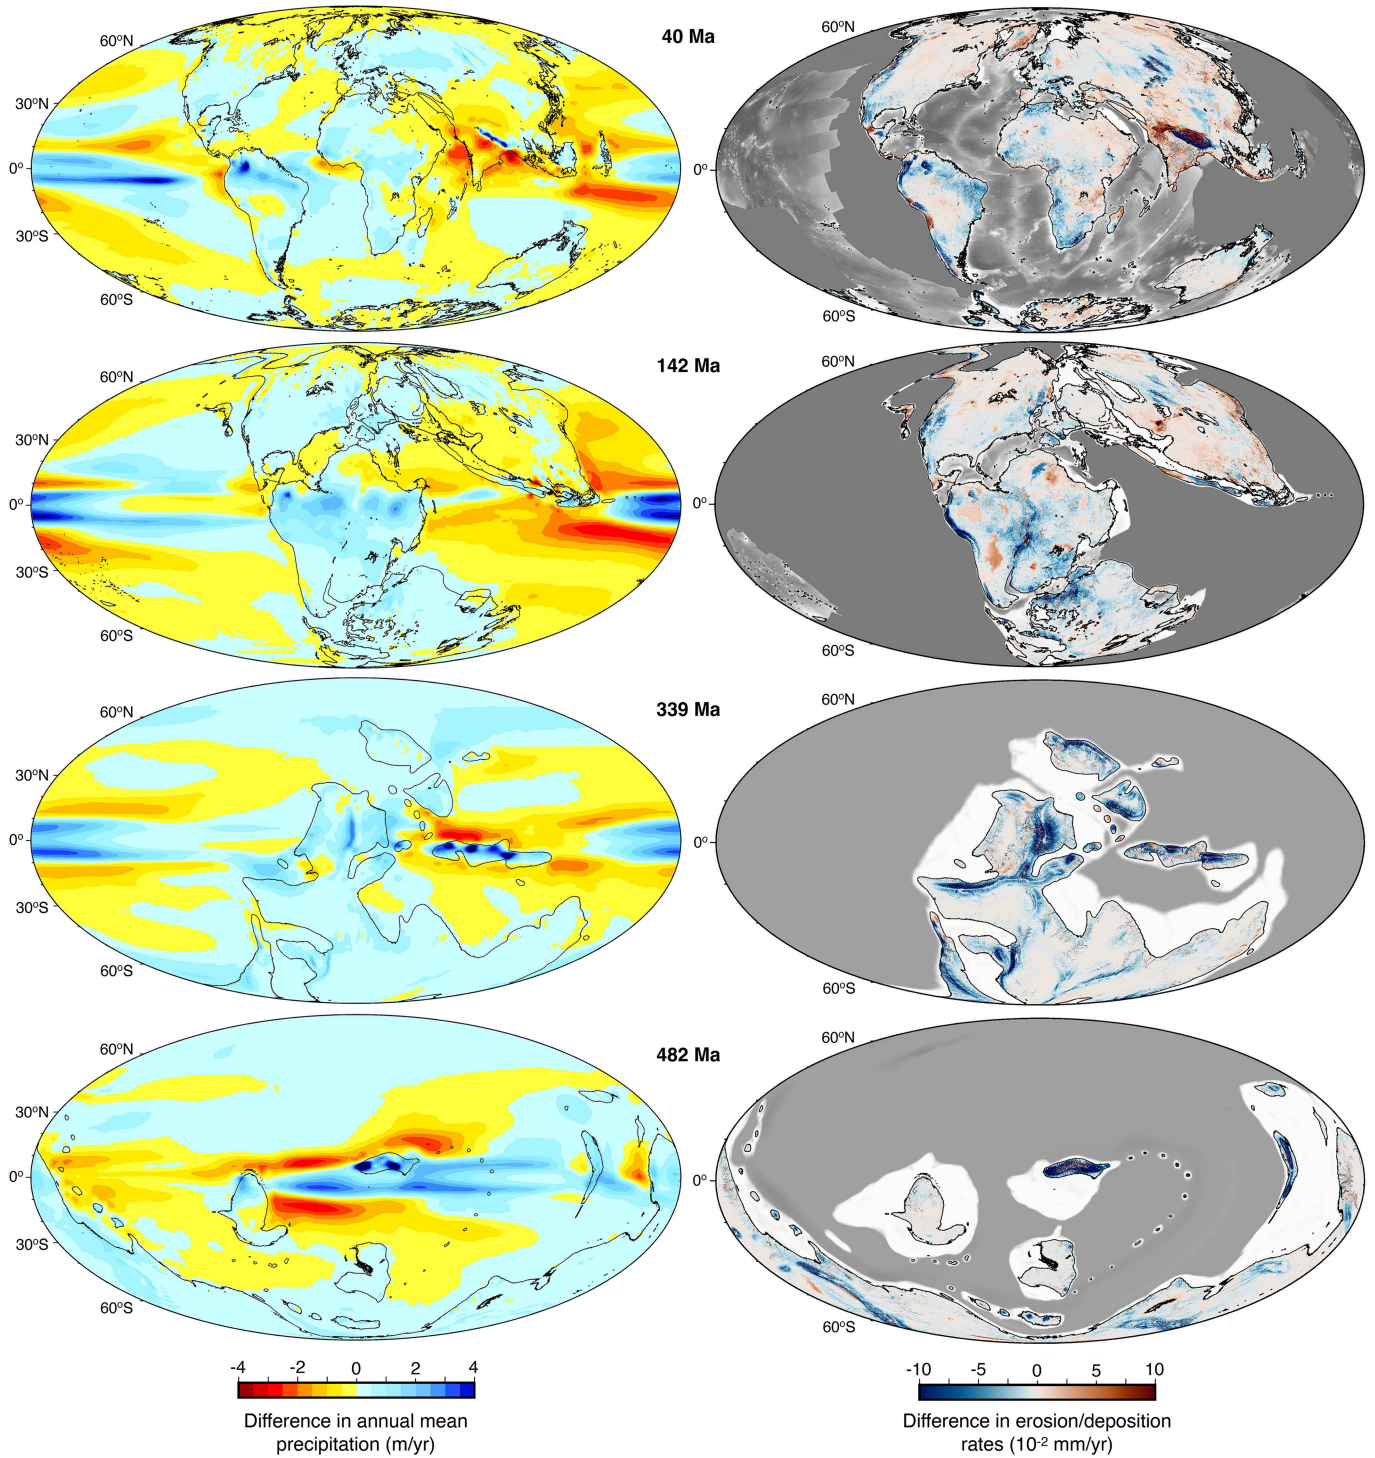 40 Ma
60ºN
60ºN
30ºN
0º
0º
30ºS
60ºS
60ºS
142 Ma
60ºN
60ºN
30ºN
0º
0º
30ºS
60ºS
60ºS
339 Ma
60ºN
60ºN
30ºN
0º
0º
30ºS
60ºS
60ºS
482 Ma
60ºN
60ºN
30ºN
0º
0º
30ºS
60ºS
60ºS
-4 -2 0 2 4
Difference in annual mean
precipitation (m/yr)
-10 -5 0 5 10
Difference in erosion/deposition
rates (10⁻² mm/yr)